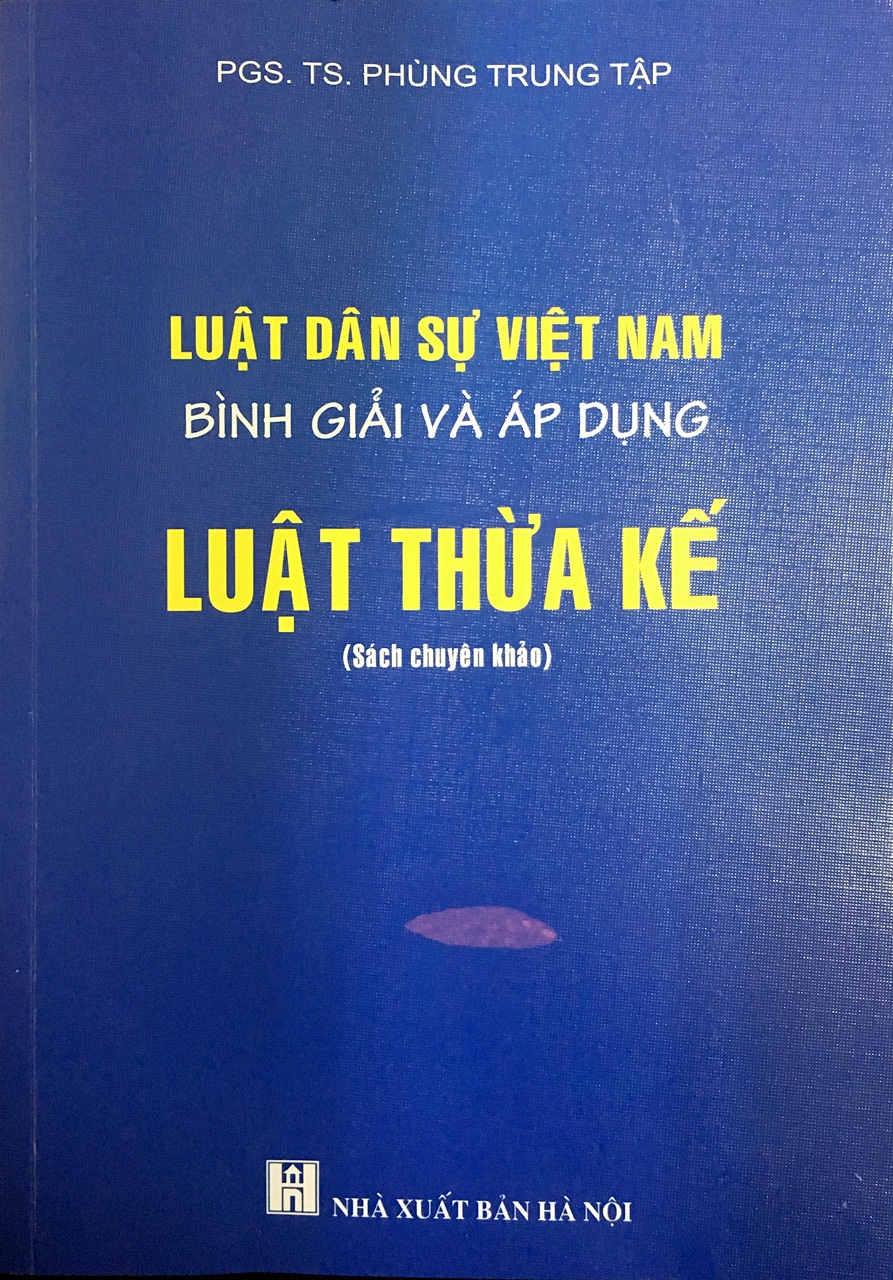 PGS. TS. PHÙNG TRUNG TẬP
LUẬT DÂN SỰ VIỆT NAM
BÌNH GIẢI VÀ ÁP DỤNG
LUẬT THỪA KẾ
(Sách chuyên khảo)
NHÀ XUẤT BẢN HÀ NỘI